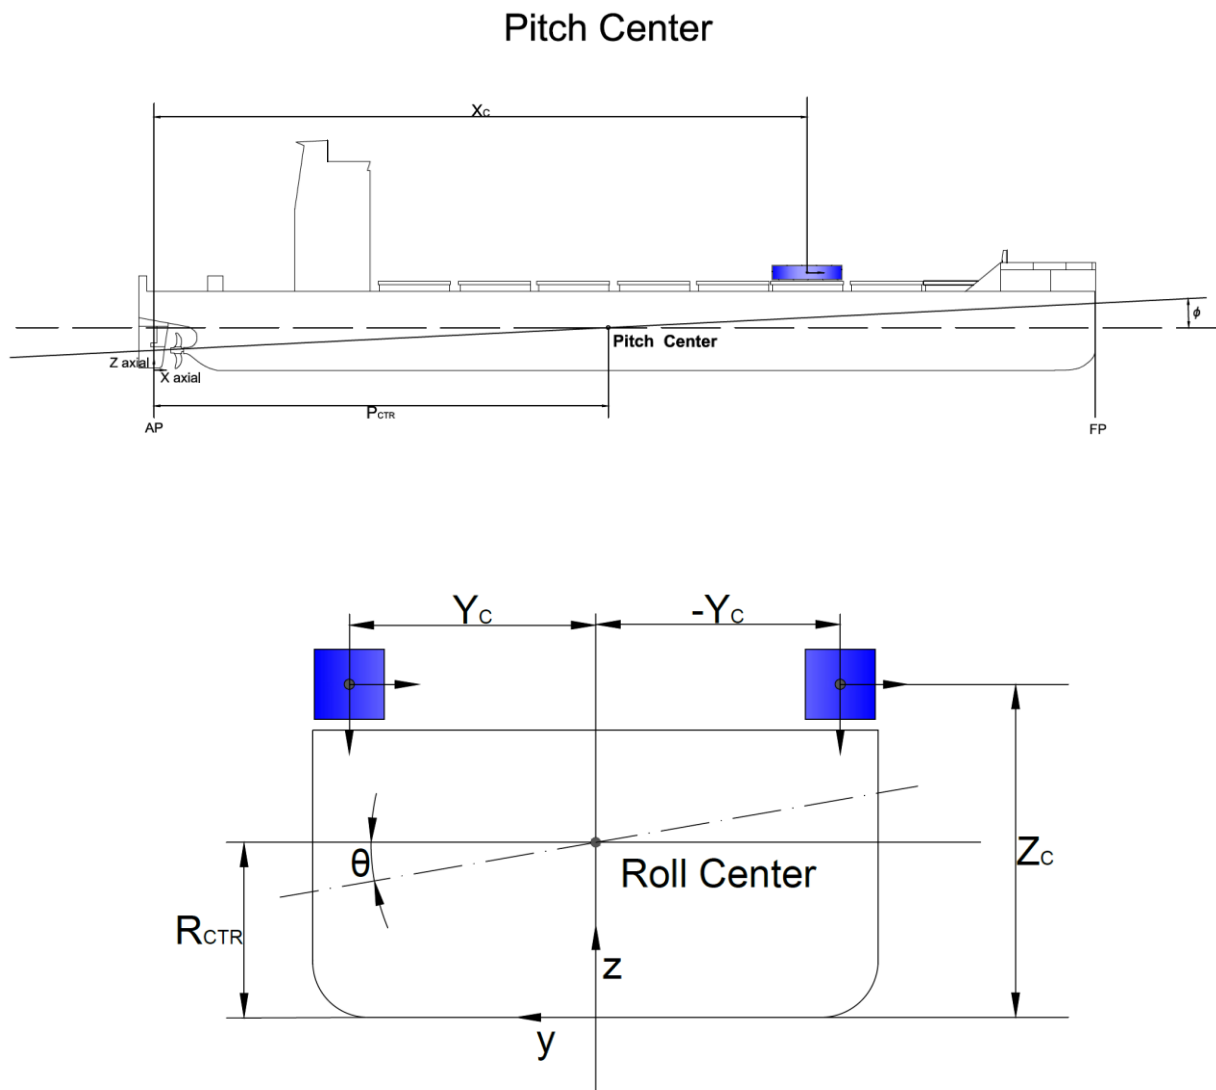 Pitch Center
XC
ϕ
Pitch Center
Z axial
X axial
PCTR
AP
FP
YC
-YC
θ
Roll Center
ZC
RCTR
z
y